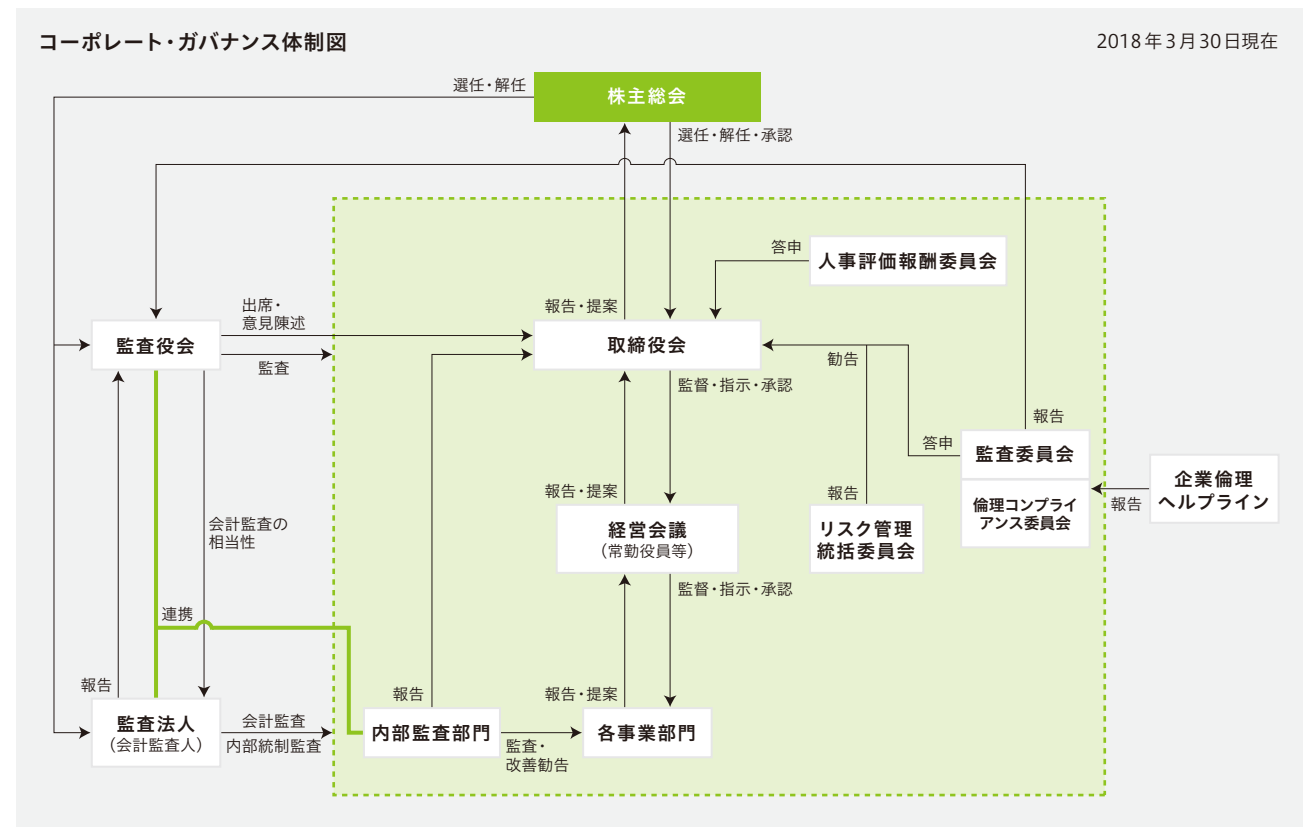 コーポレート・ガバナンス体制図
2018年3月30日現在
選任・解任
株主総会
選任・解任・承認
答申
人事評価報酬委員会
出席・
意見陳述
報告・提案
監査役会
取締役会
監査
勧告
監督・指示・承認
報告
答申
監査委員会
企業倫理
ヘルプライン
報告・提案
報告
倫理コンプライ
アンス委員会
報告
会計監査の
相当性
経営会議
(常勤役員等)
リスク管理
統括委員会
監督・指示・承認
連携
報告
報告
報告・提案
監査法人
(会計監査人)
会計監査
内部統制監査
内部監査部門
監査・
改善勧告
各事業部門